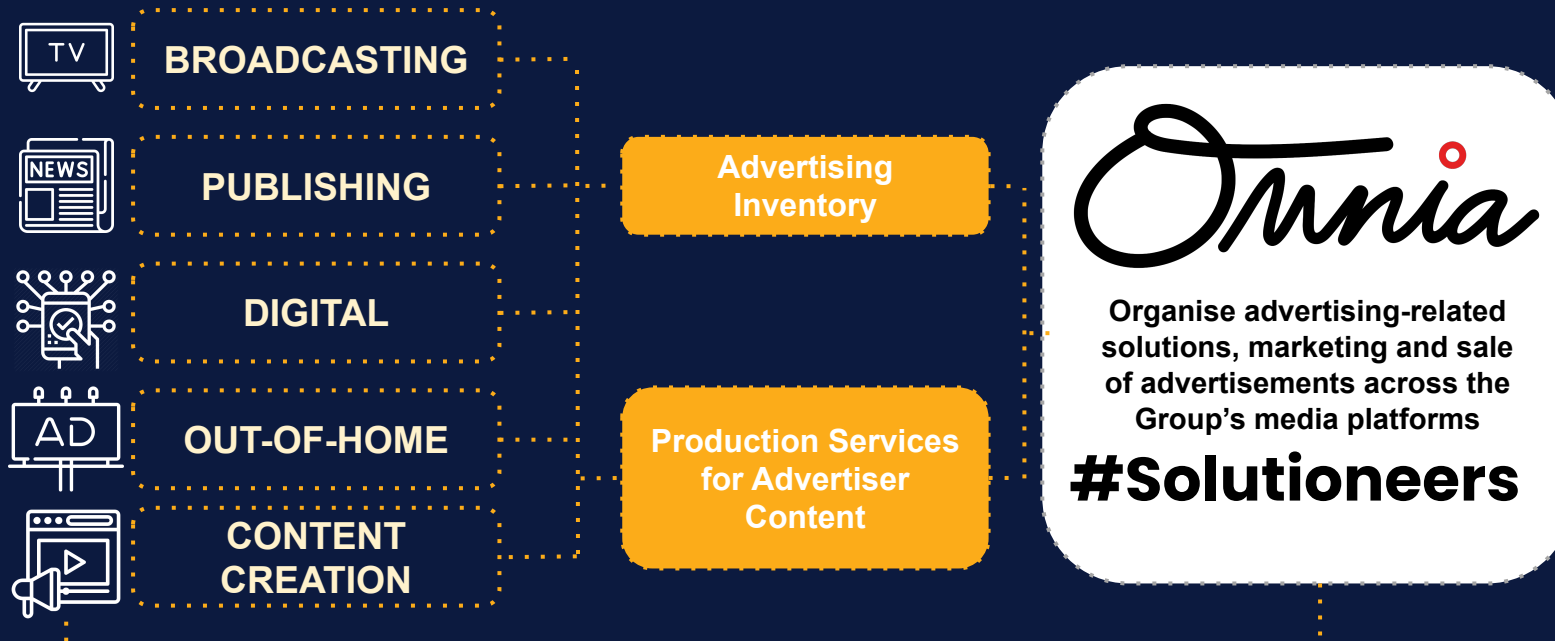 TV
BROADCASTING
NEWS
PUBLISHING
DIGITAL
AD
OUT-OF-HOME
CONTENT
CREATION
Advertising
Inventory
Production Services
for Advertiser
Content
Omnia
Organise advertising-related
solutions, marketing and sale
of advertisements across the
Group's media platforms
#Solutioneers